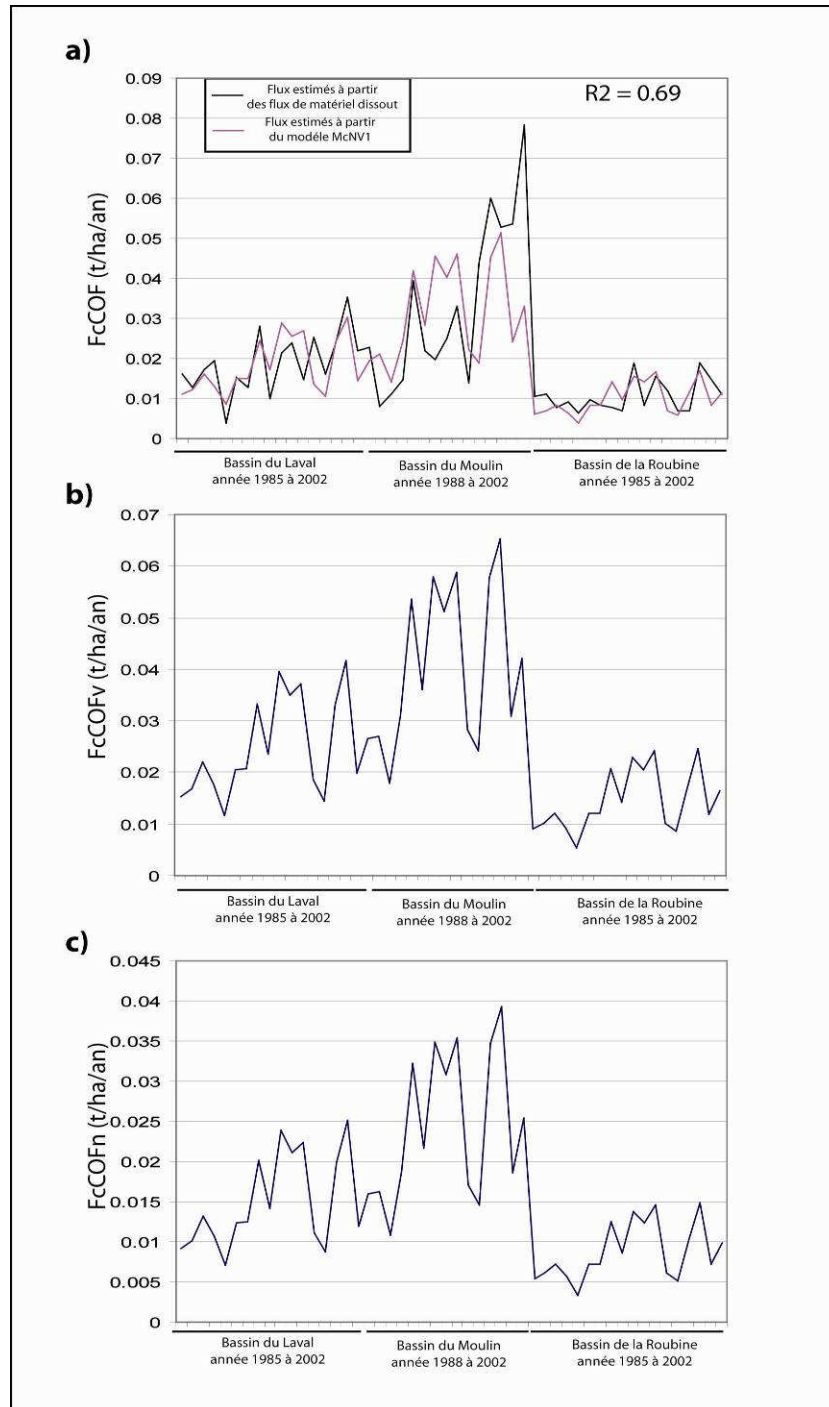 a)
0.09
0.08
0.07
0.06
0.05
0.04
0.03
0.02
0.01
0
FcCOF (t/ha/an)
Flux estimés à partir
des flux de matériel dissout
Flux estimés à partir
du modéle McNV1
R2 = 0.69
Bassin du Laval
année 1985 à 2002
Bassin du Moulin
année 1988 à 2002
Bassin de la Roubine
année 1985 à 2002
b)
0.07
0.06
0.05
0.04
0.03
0.02
0.01
0
FcCOFv (t/ha/an)
Bassin du Laval
année 1985 à 2002
Bassin du Moulin
année 1988 à 2002
Bassin de la Roubine
année 1985 à 2002
c)
0.045
0.04
0.035
0.03
0.025
0.02
0.015
0.01
0.005
0
FcCOFn (t/ha/an)
Bassin du Laval
année 1985 à 2002
Bassin du Moulin
année 1988 à 2002
Bassin de la Roubine
année 1985 à 2002